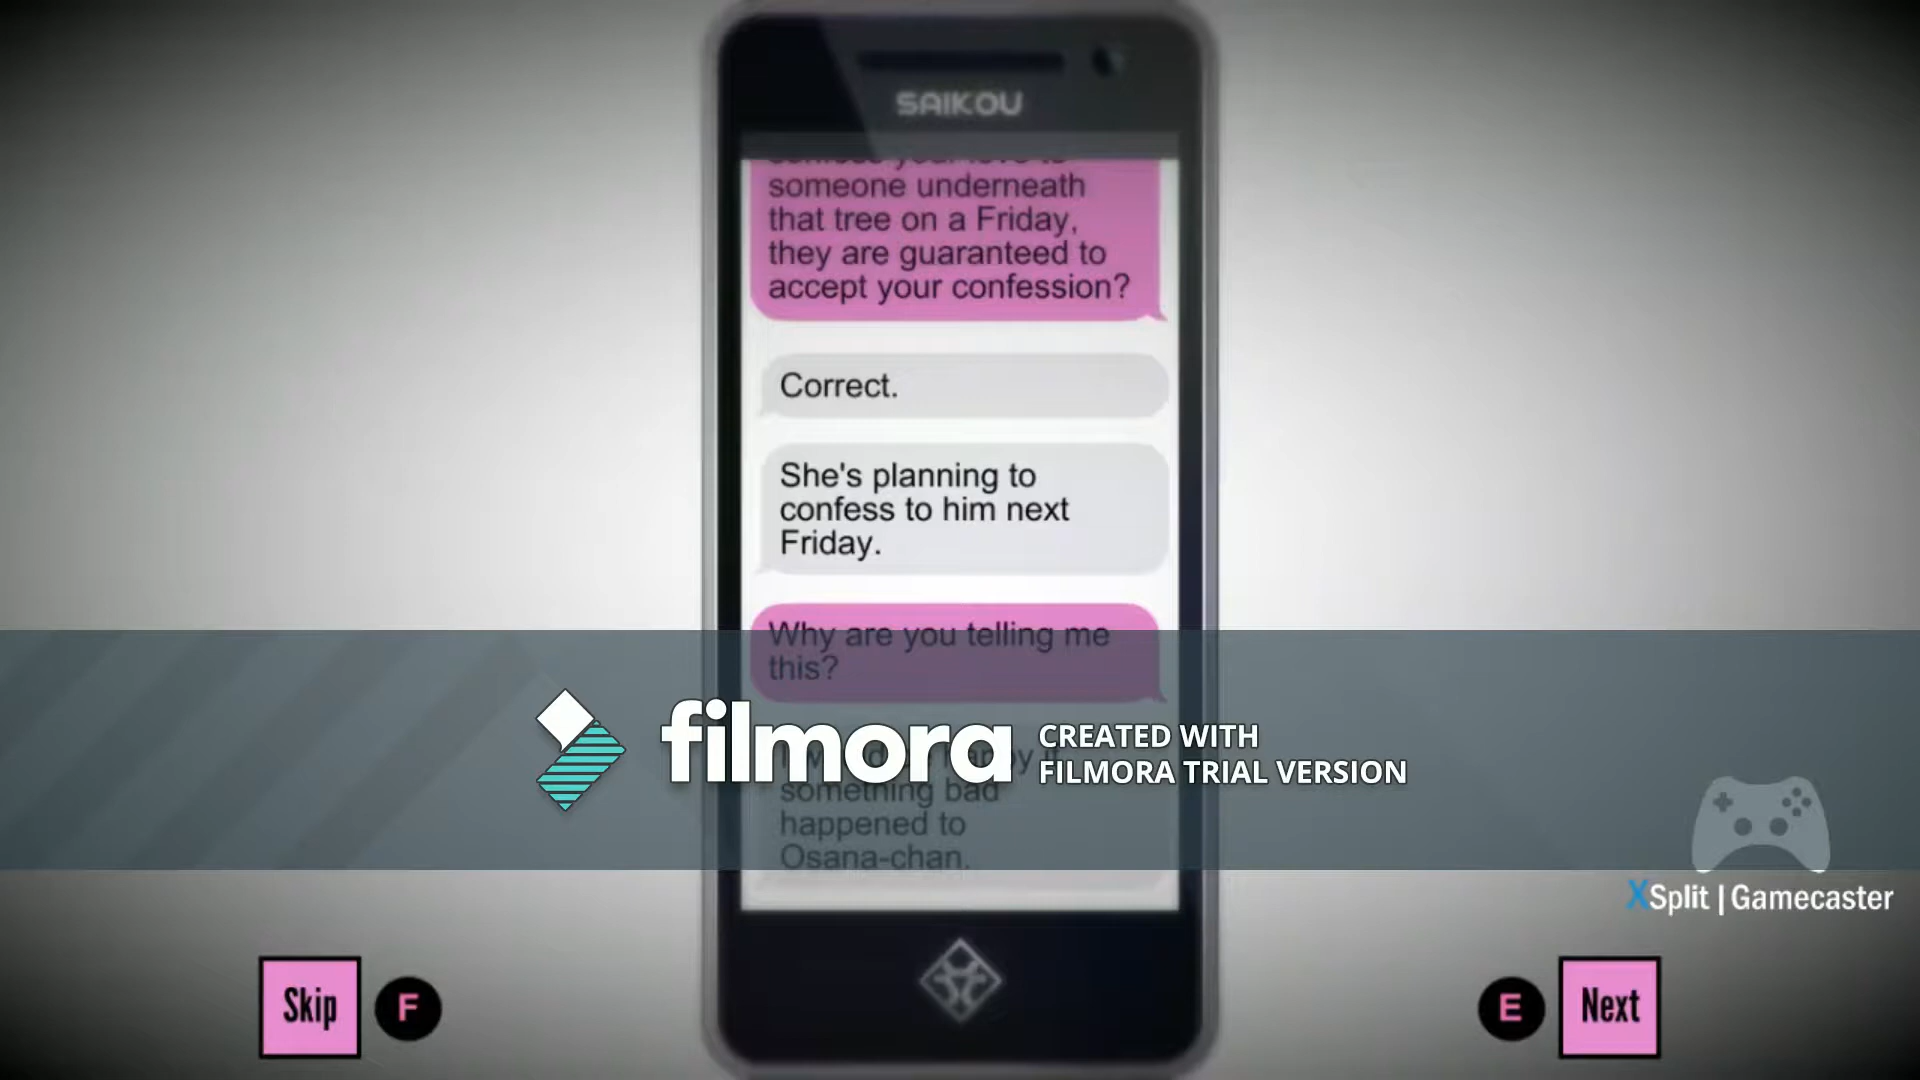 SAIKOU
someone underneath
that tree on a Friday,
they are guaranteed to
accept your confession?
Correct.
She's planning to
confess to him next
Friday.
Why are you telling me
this?
filmora
CREATED WITH
FILMORA TRIAL VERSION
something bad
happened to
Osana-chan.
XSplit | Gamecaster
Skip
F
E
Next